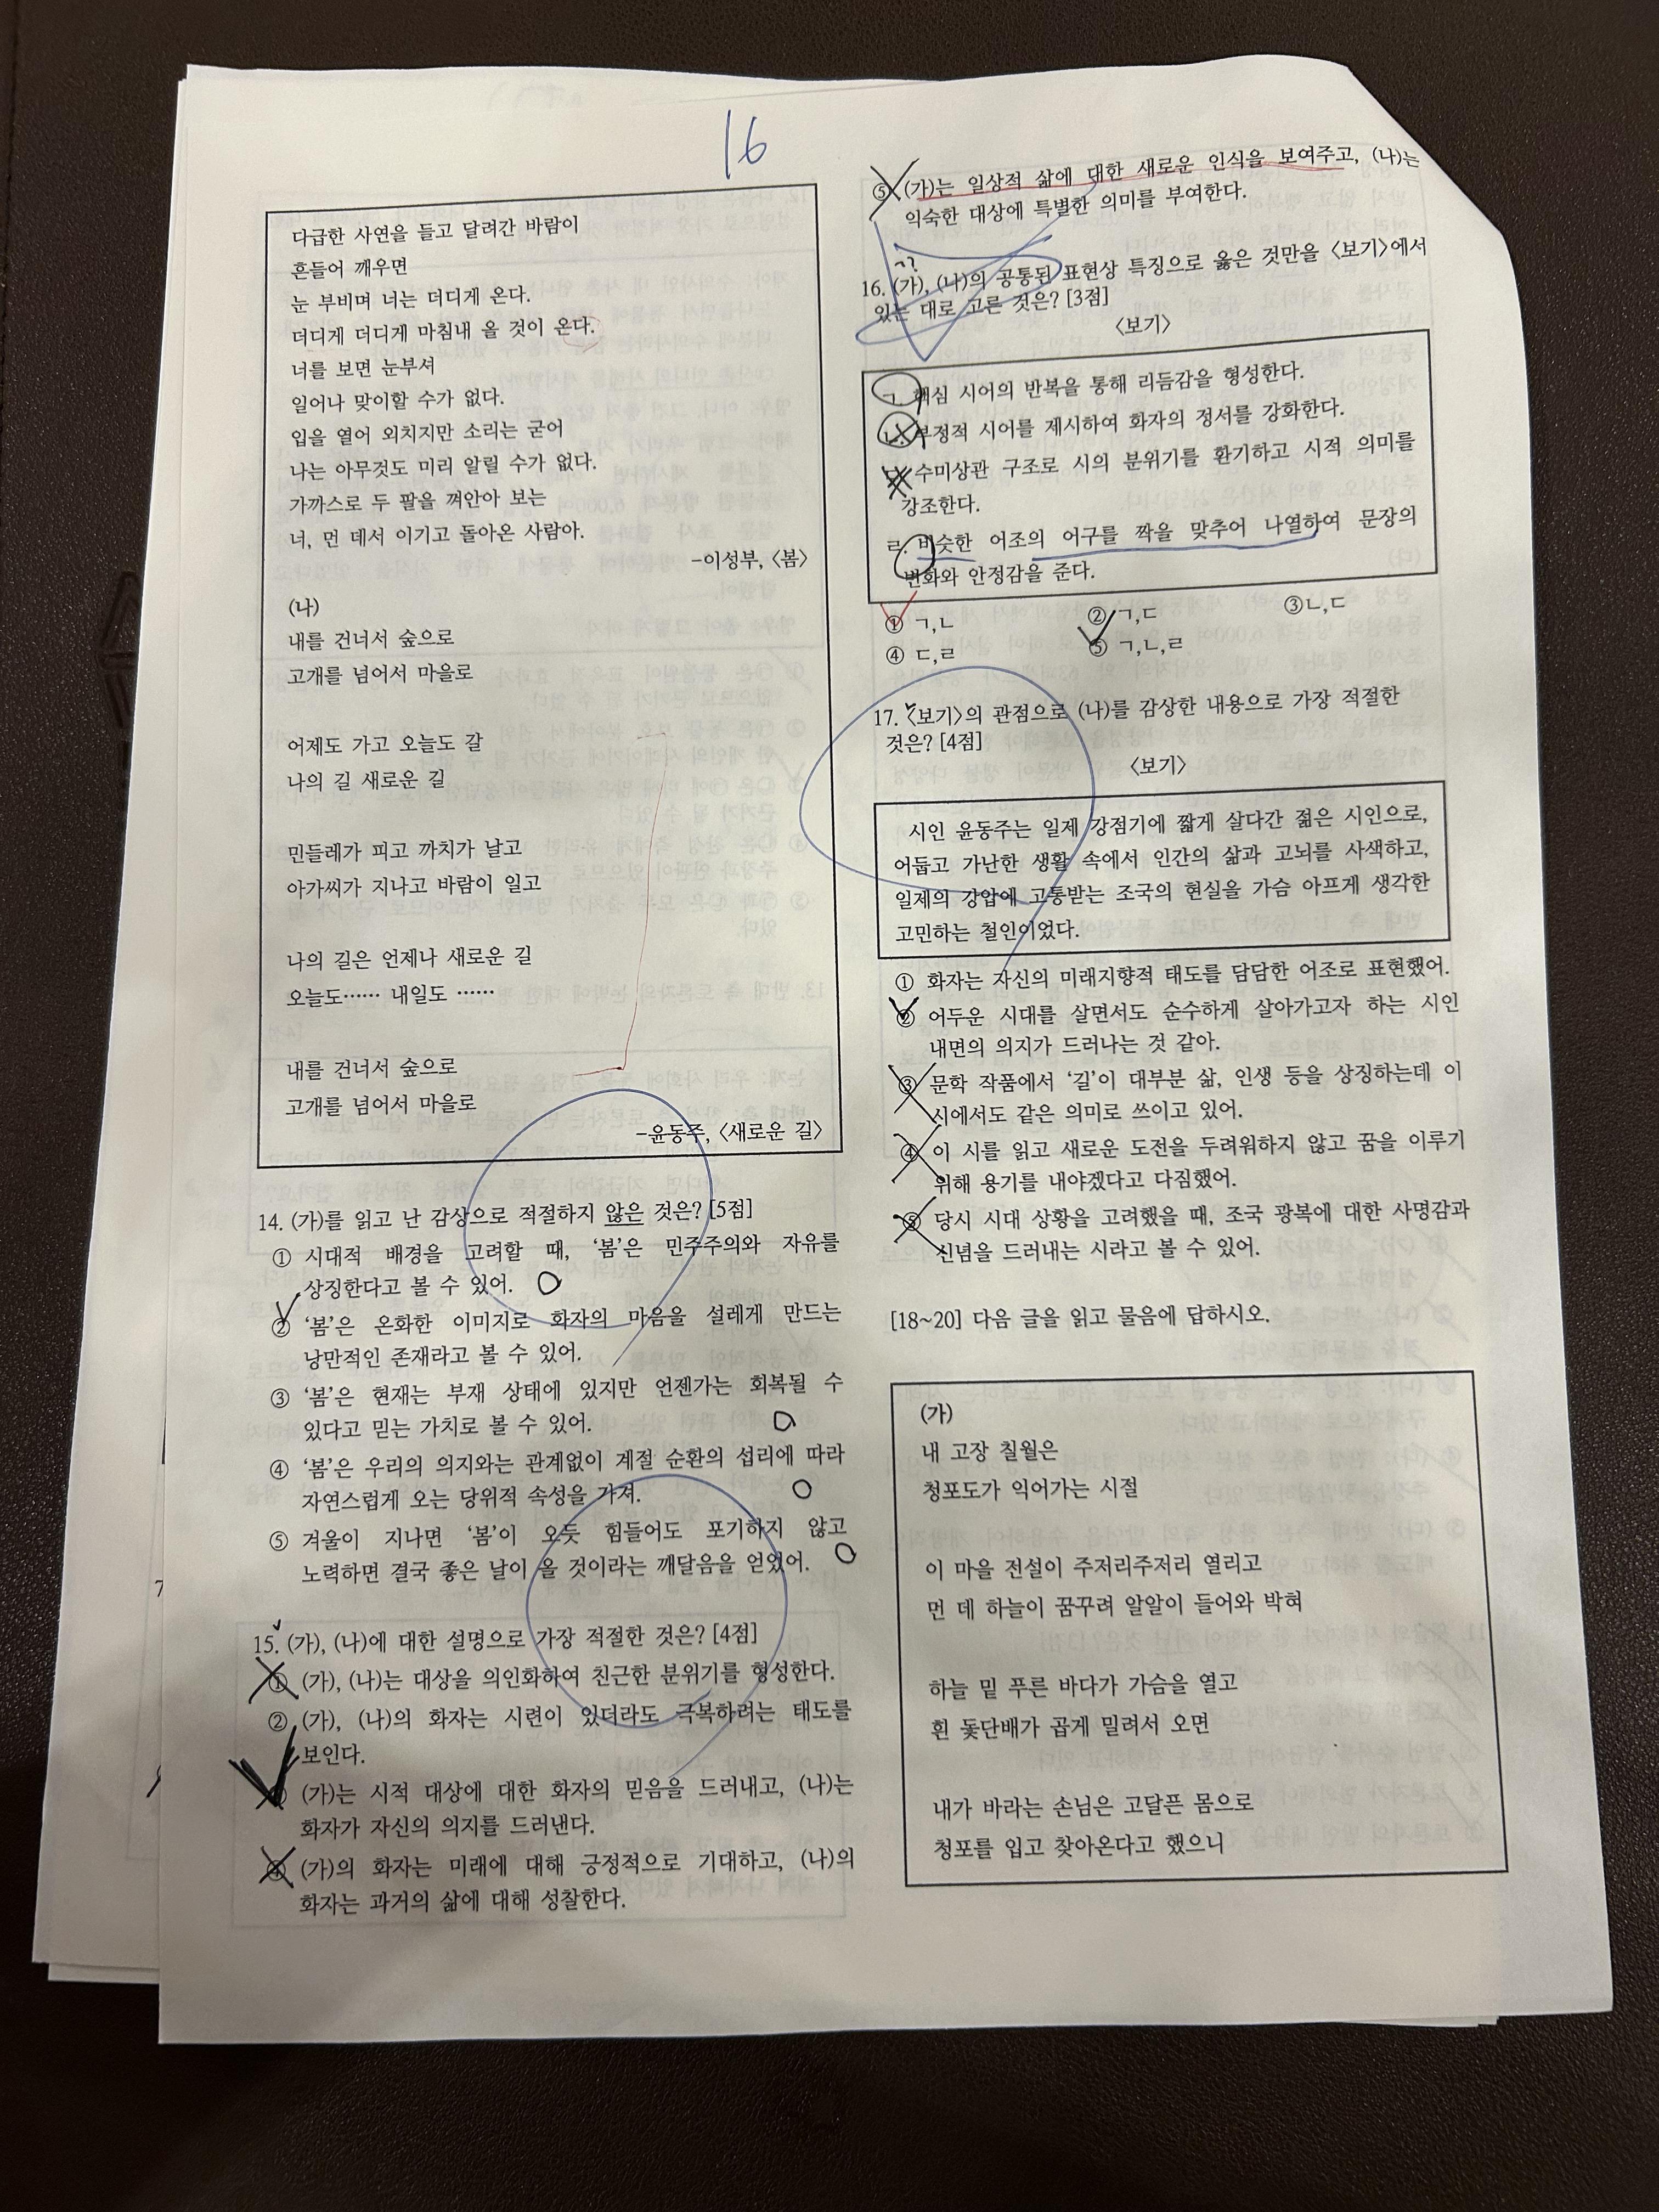 16
다급한 사연을 들고 달려간 바람이
흔들어 깨우면
눈 부비며 너는 더디게 온다.
더디게 더디게 마침내 올 것이 온다.
너를 보면 눈부셔
일어나 맞이할 수가 없다.
입을 열어 외치지만 소리는 굳어
나는 아무것도 미리 알릴 수가 없다.
가까스로 두 팔을 껴안아 보는
너, 먼 데서 이기고 돌아온 사람아.
-이성부, <봄>
(나)
내를 건너서 숲으로
고개를 넘어서 마을로
어제도 가고 오늘도 갈
나의 길 새로운 길
민들레가 피고 까치가 날고
아가씨가 지나고 바람이 일고
나의 길은 언제나 새로운 길
오늘도…… 내일도 ……
내를 건너서 숲으로
고개를 넘어서 마을로
-윤동주, <새로운 길>
14. (가)를 읽고 난 감상으로 적절하지 않은 것은? [5점]
① 시대적 배경을 고려할 때, ‘봄’은 민주주의와 자유를
상징한다고 볼 수 있어.
② ‘봄’은 온화한 이미지로 화자의 마음을 설레게 만드는
낭만적인 존재라고 볼 수 있어.
③ ‘봄’은 현재는 부재 상태에 있지만 언젠가는 회복될 수
있다고 믿는 가치로 볼 수 있어.
④ ‘봄’은 우리의 의지와는 관계없이 계절 순환의 섭리에 따라
자연스럽게 오는 당위적 속성을 가져.
⑤ 겨울이 지나면 ‘봄’이 오듯 힘들어도 포기하지 않고
노력하면 결국 좋은 날이 올 것이라는 깨달음을 얻었어.
15. (가), (나)에 대한 설명으로 가장 적절한 것은? [4점]
① (가), (나)는 대상을 의인화하여 친근한 분위기를 형성한다.
② (가), (나)의 화자는 시련이 있더라도 극복하려는 태도를
보인다.
③ (가)는 시적 대상에 대한 화자의 믿음을 드러내고, (나)는
화자가 자신의 의지를 드러낸다.
④ (가)의 화자는 미래에 대해 긍정적으로 기대하고, (나)의
화자는 과거의 삶에 대해 성찰한다.
⑤ (가)는 일상적 삶에 대한 새로운 인식을 보여주고, (나)는
익숙한 대상에 특별한 의미를 부여한다.
16. (가), (나)의 공통된 표현상 특징으로 옳은 것만을 <보기>에서
있는 대로 고른 것은? [3점]
<보기>
ㄱ. 핵심 시어의 반복을 통해 리듬감을 형성한다.
ㄴ. 부정적 시어를 제시하여 화자의 정서를 강화한다.
ㄷ. 수미상관 구조로 시의 분위기를 환기하고 시적 의미를
강조한다.
ㄹ. 비슷한 어조의 어구를 짝을 맞추어 나열하여 문장의
변화와 안정감을 준다.
① ㄱ,ㄴ ② ㄱ,ㄷ ③ ㄴ,ㄷ
④ ㄷ,ㄹ ⑤ ㄱ,ㄴ,ㄹ
17. <보기>의 관점으로 (나)를 감상한 내용으로 가장 적절한
것은? [4점]
<보기>
시인 윤동주는 일제 강점기에 짧게 살다간 젊은 시인으로,
어둡고 가난한 생활 속에서 인간의 삶과 고뇌를 사색하고,
일제의 강압에 고통받는 조국의 현실을 가슴 아프게 생각한
고민하는 철인이었다.
① 화자는 자신의 미래지향적 태도를 담담한 어조로 표현했어.
② 어두운 시대를 살면서도 순수하게 살아가고자 하는 시인
내면의 의지가 드러나는 것 같아.
③ 문학 작품에서 ‘길’이 대부분 삶, 인생 등을 상징하는데 이
시에서도 같은 의미로 쓰이고 있어.
④ 이 시를 읽고 새로운 도전을 두려워하지 않고 꿈을 이루기
위해 용기를 내야겠다고 다짐했어.
⑤ 당시 시대 상황을 고려했을 때, 조국 광복에 대한 사명감과
신념을 드러내는 시라고 볼 수 있어.
[18~20] 다음 글을 읽고 물음에 답하시오.
(가)
내 고장 칠월은
청포도가 익어가는 시절
이 마을 전설이 주저리주저리 열리고
먼 데 하늘이 꿈꾸려 알알이 들어와 박혀
하늘 밑 푸른 바다가 가슴을 열고
흰 돛단배가 곱게 밀려서 오면
내가 바라는 손님은 고달픈 몸으로
청포를 입고 찾아온다고 했으니